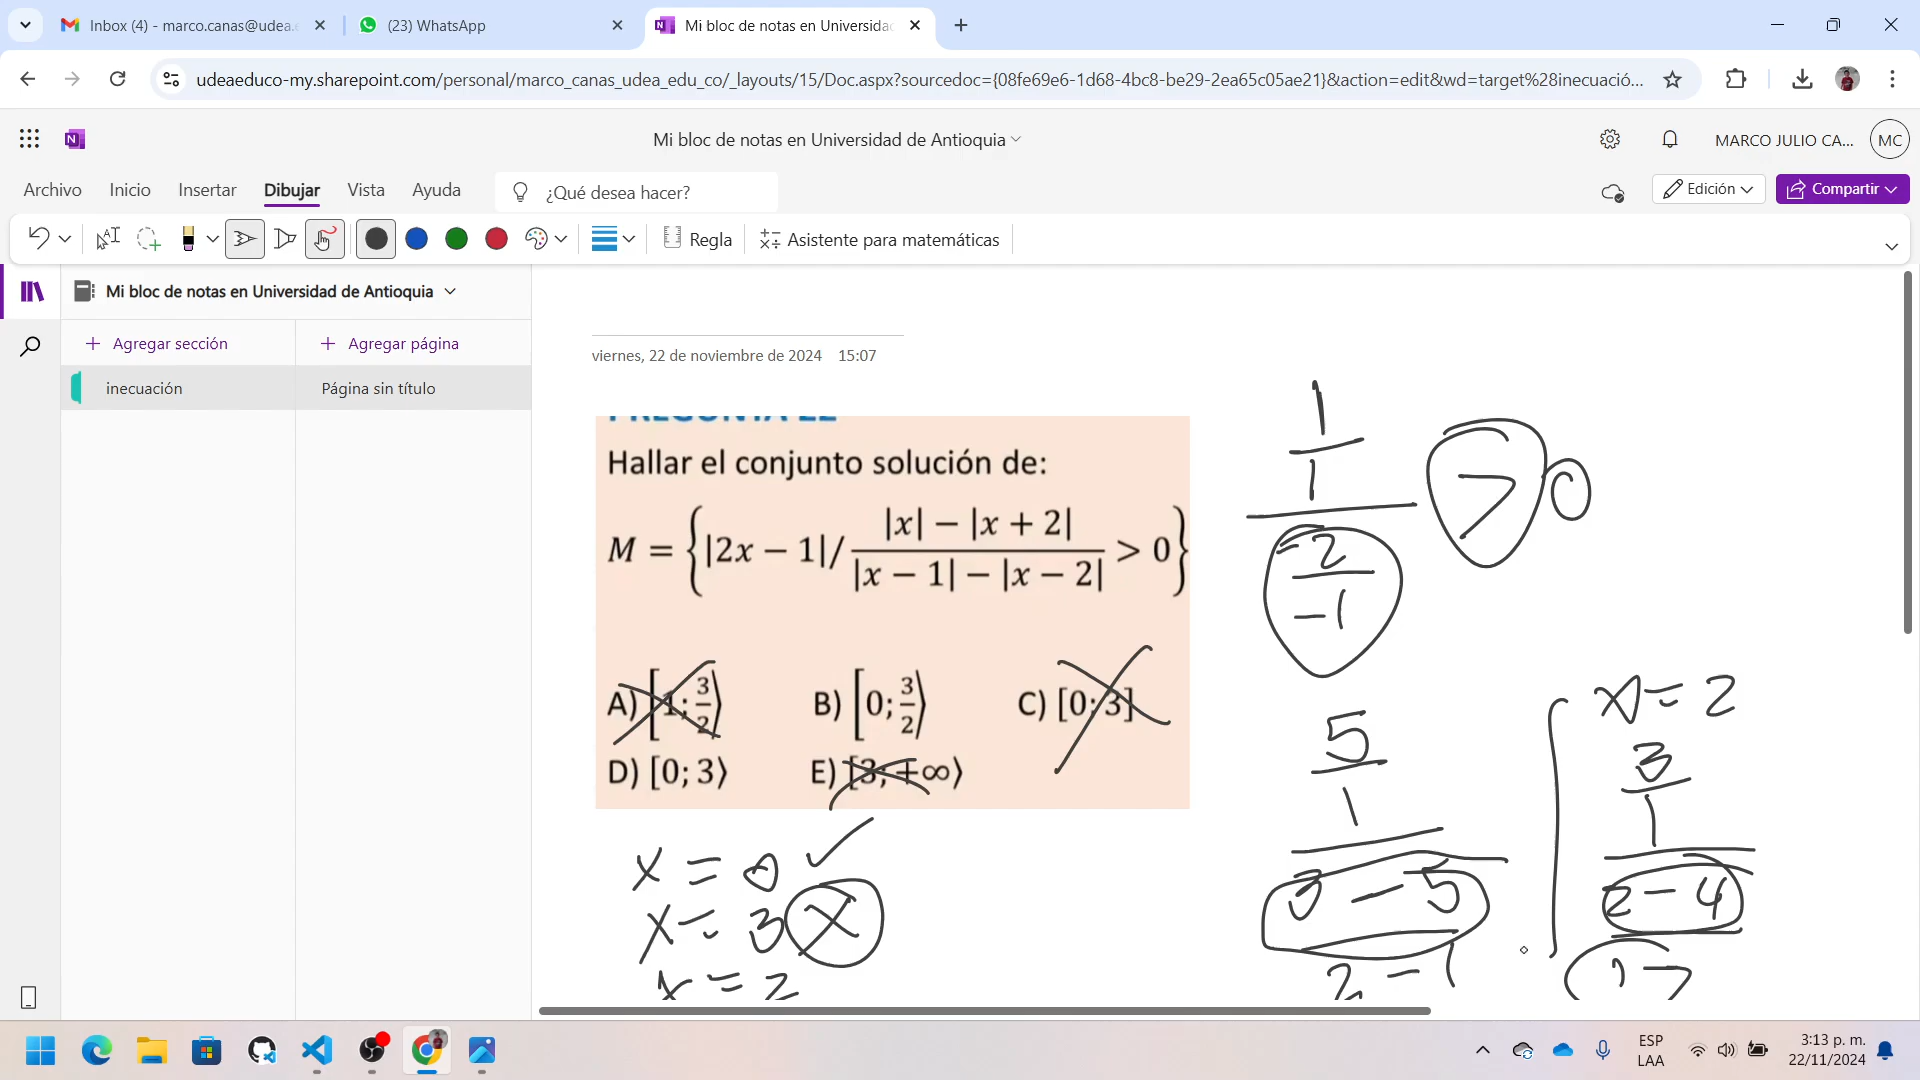 Inbox (4) - marco.canas@udea.e
(23) WhatsApp
Mi bloc de notas en Universidad
udeaeduco-my.sharepoint.com/personal/marco_canas_udea_edu_co/_layouts/15/Doc.aspx?sourcedoc={08fe69e6-1d68-4bc8-be29-2ea65c05ae21}&action=edit&wd=target%28inecuació...
Mi bloc de notas en Universidad de Antioquia
MARCO JULIO CA...
MC
Archivo Inicio Insertar Dibujar Vista Ayuda
¿Qué desea hacer?
Edición
Compartir
Regla
Asistente para matemáticas
Mi bloc de notas en Universidad de Antioquia
Agregar sección
Agregar página
inecuación
Página sin título
viernes, 22 de noviembre de 2024 15:07
PREGUNTA 22
Hallar el conjunto solución de:
M = {|2x − 1|/ (|x| − |x + 2|)/(|x − 1| − |x − 2|) > 0}
A) [1; 3/2⟩ B) [0; 3/2⟩ C) [0; 3]
D) [0; 3⟩ E) [3; +∞⟩
x = 0 ✓
x = 3 x
x = 2
1
1
-2
-1
> 0
5
1
3 - 5
2 - 1
x = 2
3
1
2 - 4
ESP
LAA
3:13 p. m.
22/11/2024